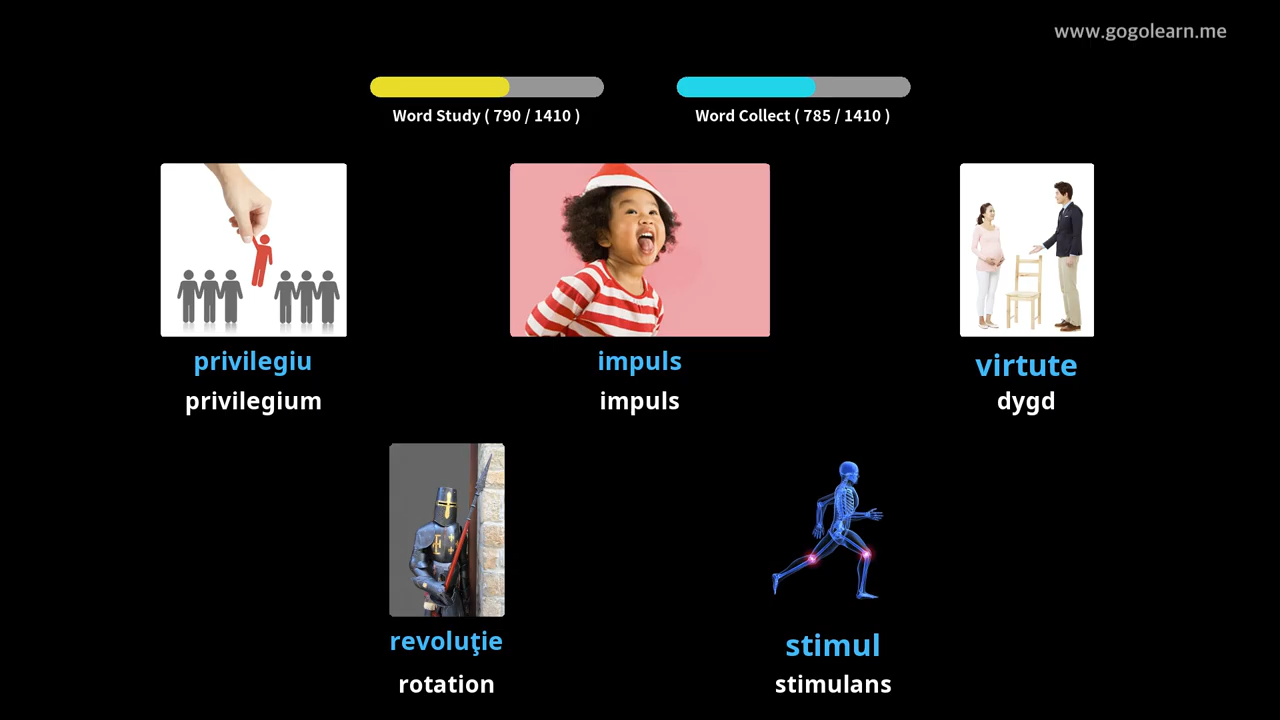 www.gogolearn.me
Word Study ( 790 / 1410 )
Word Collect ( 785 / 1410 )
privilegiu
privilegium
impuls
impuls
virtute
dygd
revoluţie
rotation
stimul
stimulans